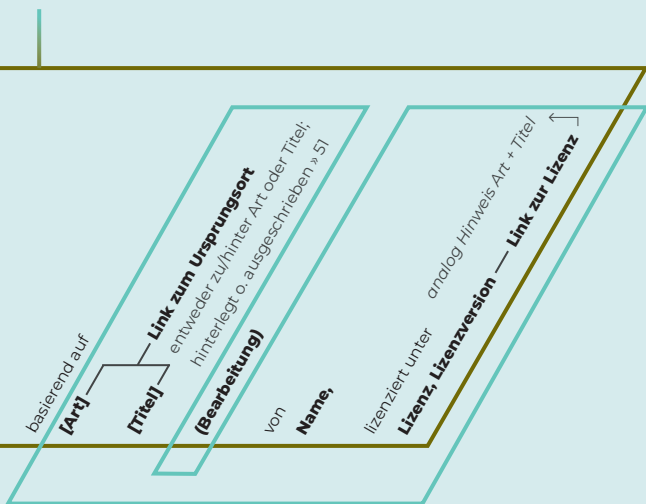 basierend auf
[Art]
Link zum Ursprungsort
[Titel]
entweder zu/hinter Art oder Titel;
hinterlegt o. ausgeschrieben » 51
(Bearbeitung)
von
Name,
lizenziert unter
analog Hinweis Art + Titel
Lizenz, Lizenzversion — Link zur Lizenz